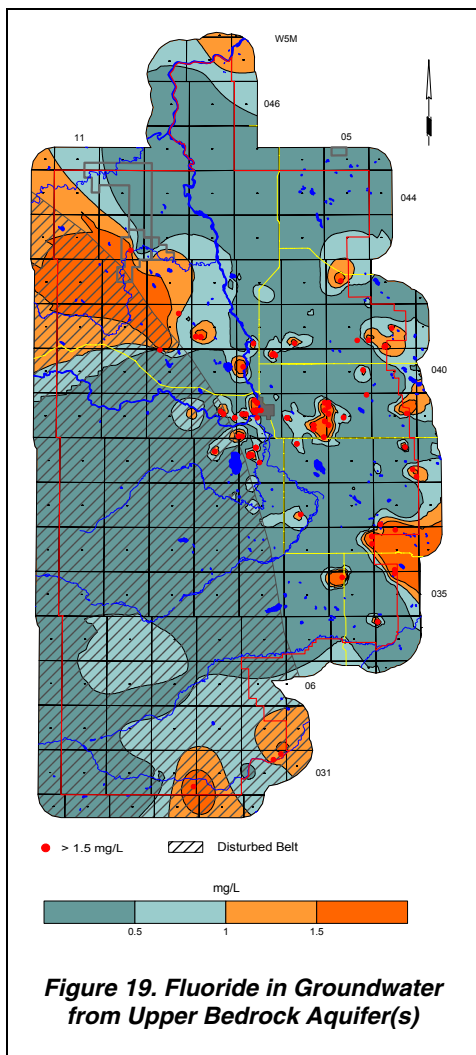 W5M
046
11
05
044
040
035
06
031
> 1.5 mg/L Disturbed Belt
mg/L
0.5 1 1.5
Figure 19. Fluoride in Groundwater
from Upper Bedrock Aquifer(s)